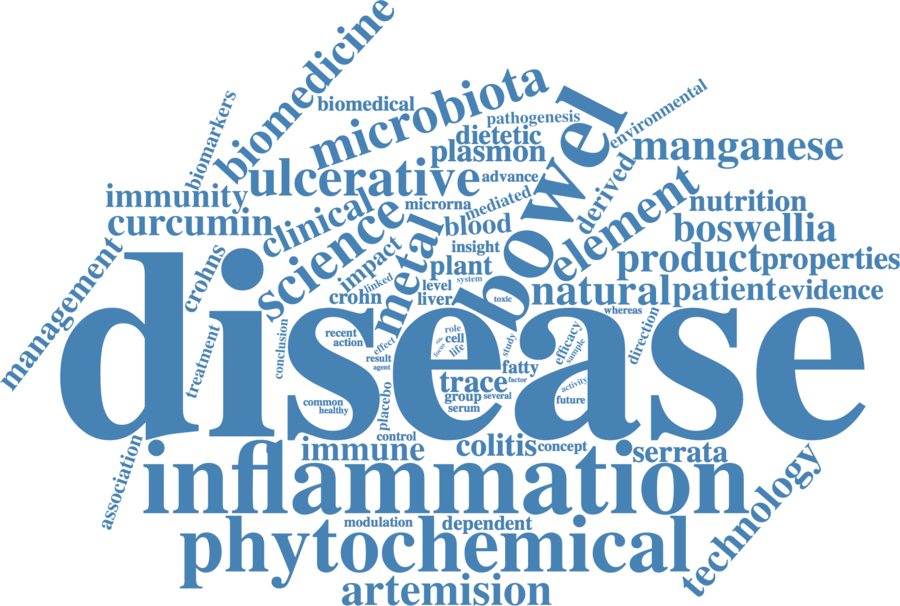 biomedicine
biomedical
biomarkers
microbiota
pathogenesis
environmental
dietetic
plasmon
bowel
manganese
immunity
ulcerative
advance
derived
curcumin
clinical
science
microrna
mediated
blood
element
nutrition
boswellia
management
crohns
impact
metal
insight
plant
system
product
properties
linked
crohn
level
liver
toxic
natural
patient
evidence
whereas
disease
treatment
conclusion
recent
action
effect
result
agent
side
focus
role
cell
life
study
efficacy
sample
direction
fatty
factor
trace
activity
future
common
healthy
placebo
group
several
serum
association
control
immune
colitis
concept
serrata
inflammation
technology
modulation
dependent
phytochemical
artemision